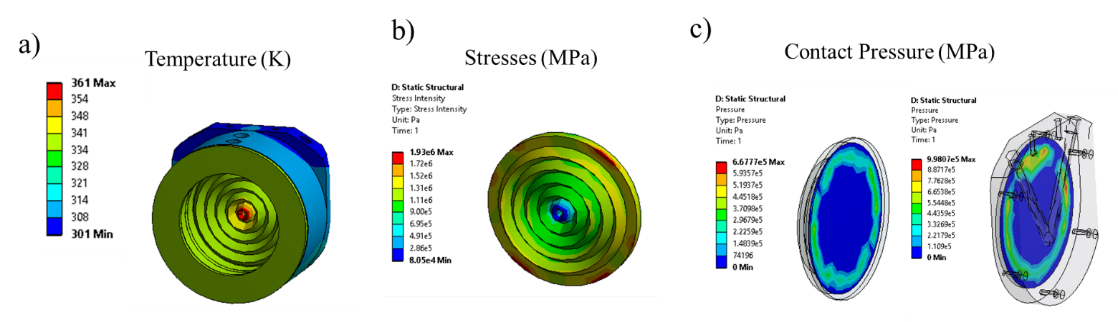 a)
Temperature (K)
361 Max
354
348
341
334
328
321
314
308
301 Min
b)
Stresses (MPa)
D: Static Structural
Stress Intensity
Type: Stress Intensity
Unit: Pa
Time: 1
1.93e6 Max
1.72e6
1.51e6
1.31e6
1.11e6
9.00e5
6.95e5
4.91e5
2.86e5
8.05e4 Min
c)
Contact Pressure (MPa)
D: Static Structural
Pressure
Type: Pressure
Unit: Pa
Time: 1
6.6777e5 Max
5.9357e5
5.1937e5
4.4518e5
3.7098e5
2.9679e5
2.2259e5
1.4839e5
74196
0 Min
D: Static Structural
Pressure
Type: Pressure
Unit: Pa
Time: 1
9.9807e5 Max
8.8717e5
7.7628e5
6.6538e5
5.5448e5
4.4359e5
3.3269e5
2.2179e5
1.109e5
0 Min